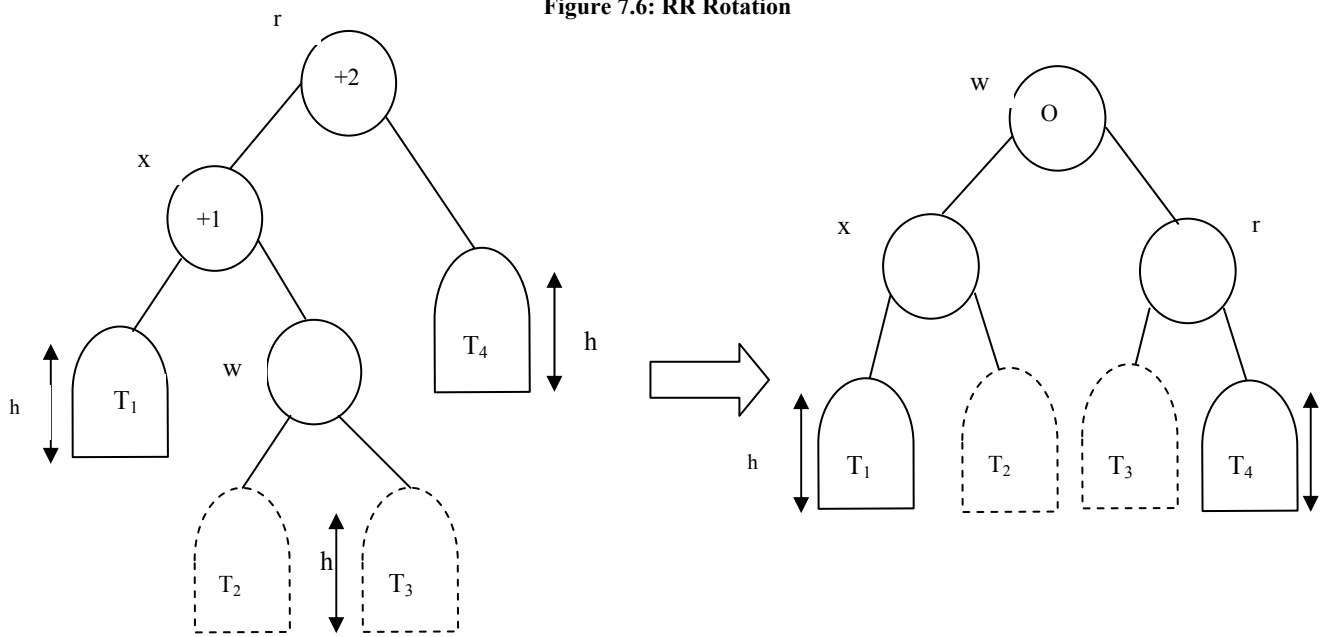 Figure 7.6: RR Rotation
r
+2
x
+1
T₄
h
h
T₁
w
T₂
h
T₃
w
O
x
r
h
T₁
T₂
T₃
T₄